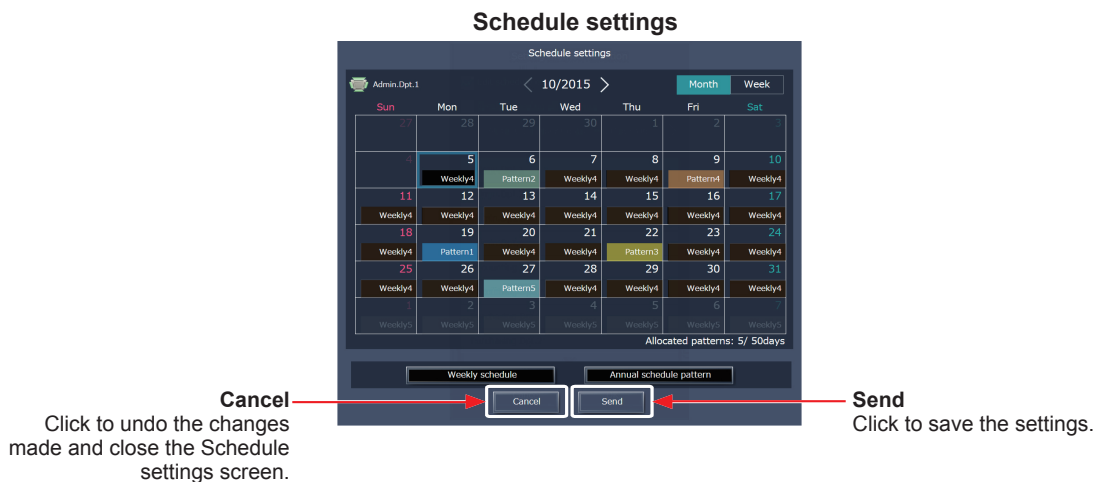 Schedule settings
Schedule settings
Admin.Dpt.1 < 10/2015 > Month Week
Sun Mon Tue Wed Thu Fri Sat
27 28 29 30 1 2 3
4 5 6 7 8 9 10
Weekly4 Pattern2 Weekly4 Weekly4 Pattern4 Weekly4
11 12 13 14 15 16 17
Weekly4 Weekly4 Weekly4 Weekly4 Weekly4 Weekly4 Weekly4
18 19 20 21 22 23 24
Weekly4 Pattern1 Weekly4 Weekly4 Pattern3 Weekly4 Weekly4
25 26 27 28 29 30 31
Weekly4 Weekly4 Pattern5 Weekly4 Weekly4 Weekly4 Weekly4
1 2 3 4 5 6 7
Weekly5 Weekly5 Weekly5 Weekly5 Weekly5 Weekly5 Weekly5
Allocated patterns: 5/ 50days
Weekly schedule Annual schedule pattern
Cancel Send
Cancel
Click to undo the changes
made and close the Schedule
settings screen.
Send
Click to save the settings.